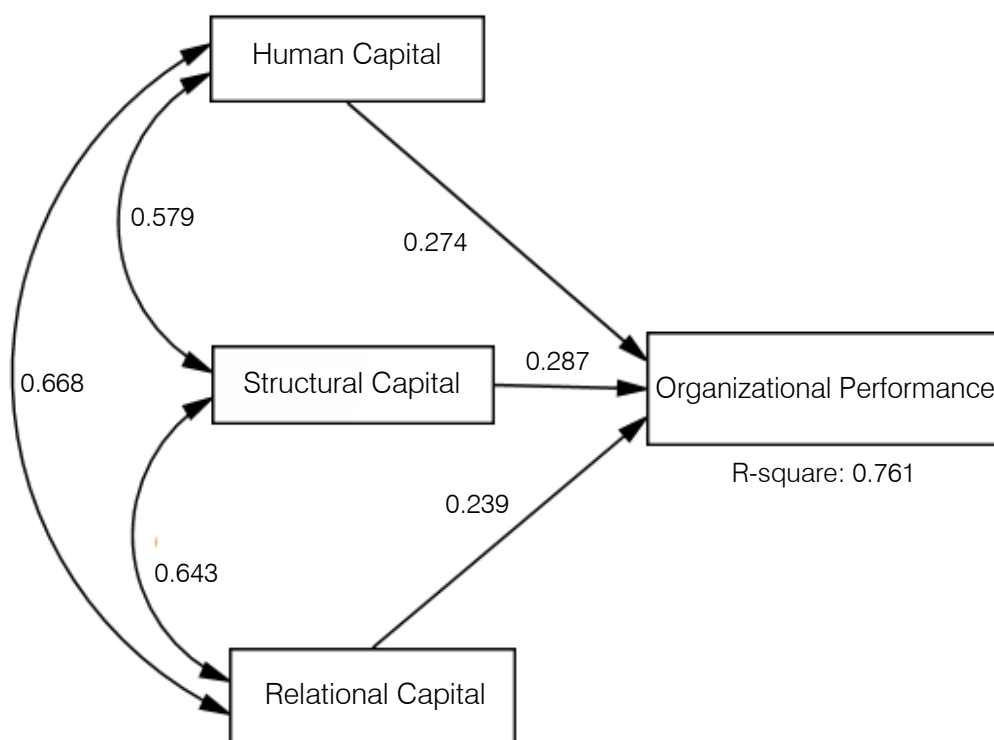 Human Capital
0.579
0.274
0.668
Structural Capital
0.287
Organizational Performance
R-square: 0.761
0.239
0.643
Relational Capital